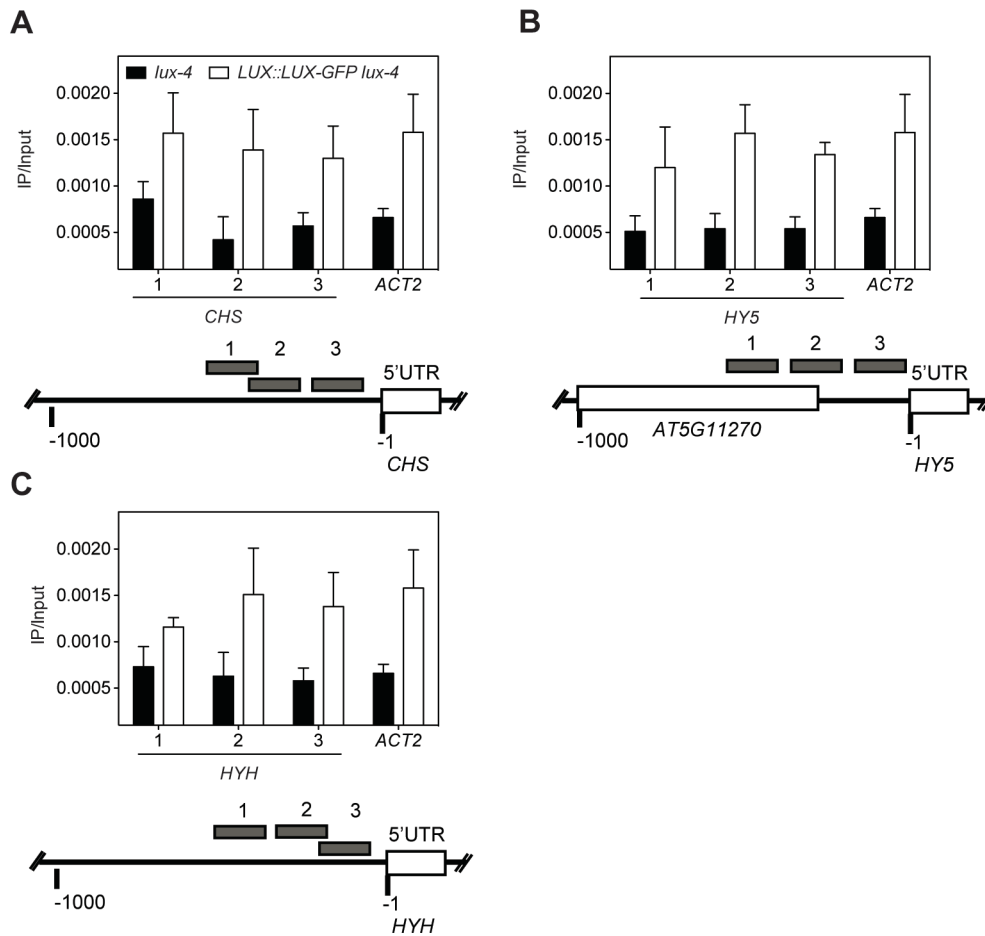 A
lux-4 LUX::LUX-GFP lux-4
IP/Input
0.0020
0.0015
0.0010
0.0005
1 2 3 ACT2
CHS
1 2 3
5'UTR
-1000
-1
CHS
B
IP/Input
0.0020
0.0015
0.0010
0.0005
1 2 3 ACT2
HY5
1 2 3
5'UTR
-1000
AT5G11270
-1
HY5
C
IP/Input
0.0020
0.0015
0.0010
0.0005
1 2 3 ACT2
HYH
1 2 3
5'UTR
-1000
-1
HYH